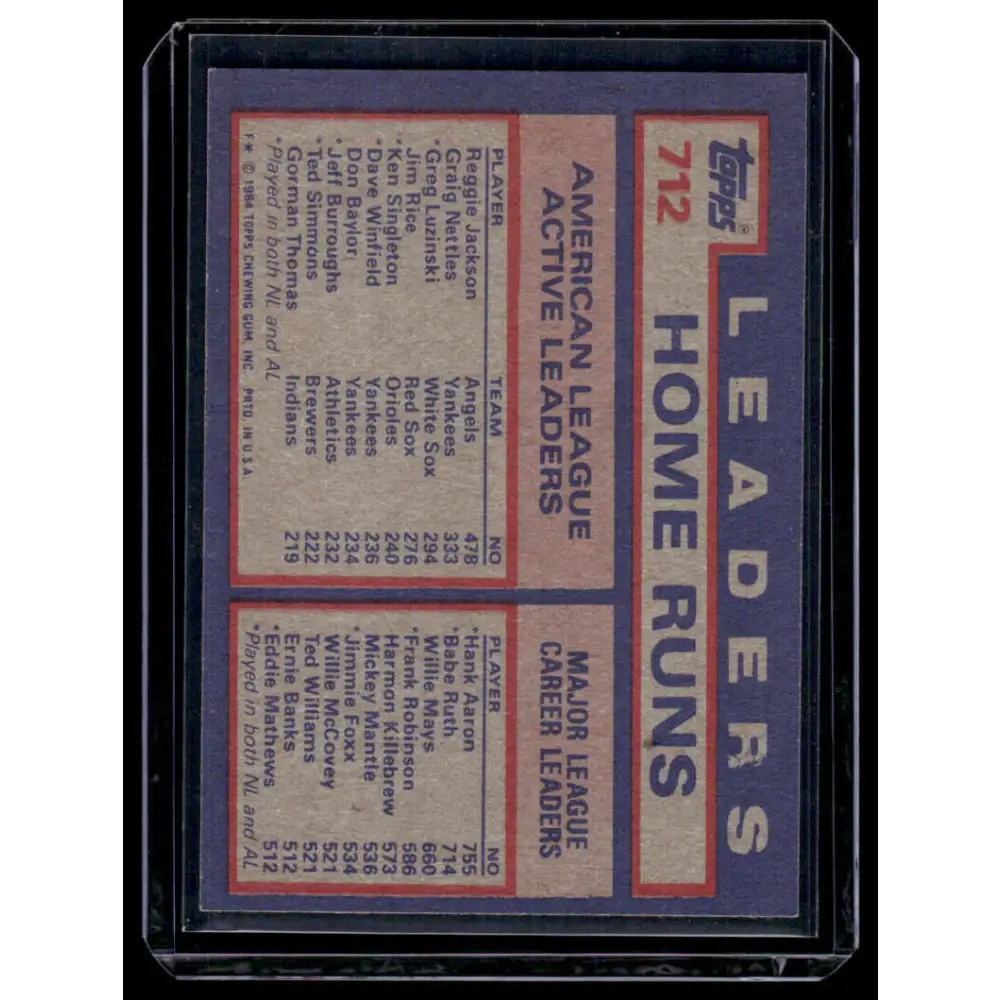 topps®
LEADERS
712 HOME RUNS
AMERICAN LEAGUE
ACTIVE LEADERS
PLAYER TEAM NO
Reggie Jackson Angels 478
Graig Nettles Yankees 333
*Greg Luzinski White Sox 294
Jim Rice Red Sox 276
*Ken Singleton Orioles 240
*Dave Winfield Yankees 236
Don Baylor Yankees 234
*Jeff Burroughs Athletics 232
*Ted Simmons Brewers 222
Gorman Thomas Indians 219
*Played in both NL and AL
F* © 1984 TOPPS CHEWING GUM, INC. PRTD. IN U.S.A.
MAJOR LEAGUE
CAREER LEADERS
PLAYER NO
*Hank Aaron 755
*Babe Ruth 714
Willie Mays 660
*Frank Robinson 586
Harmon Killebrew 573
Mickey Mantle 536
*Jimmie Foxx 534
Willie McCovey 521
Ted Williams 521
Ernie Banks 512
*Eddie Mathews 512
*Played in both NL and AL